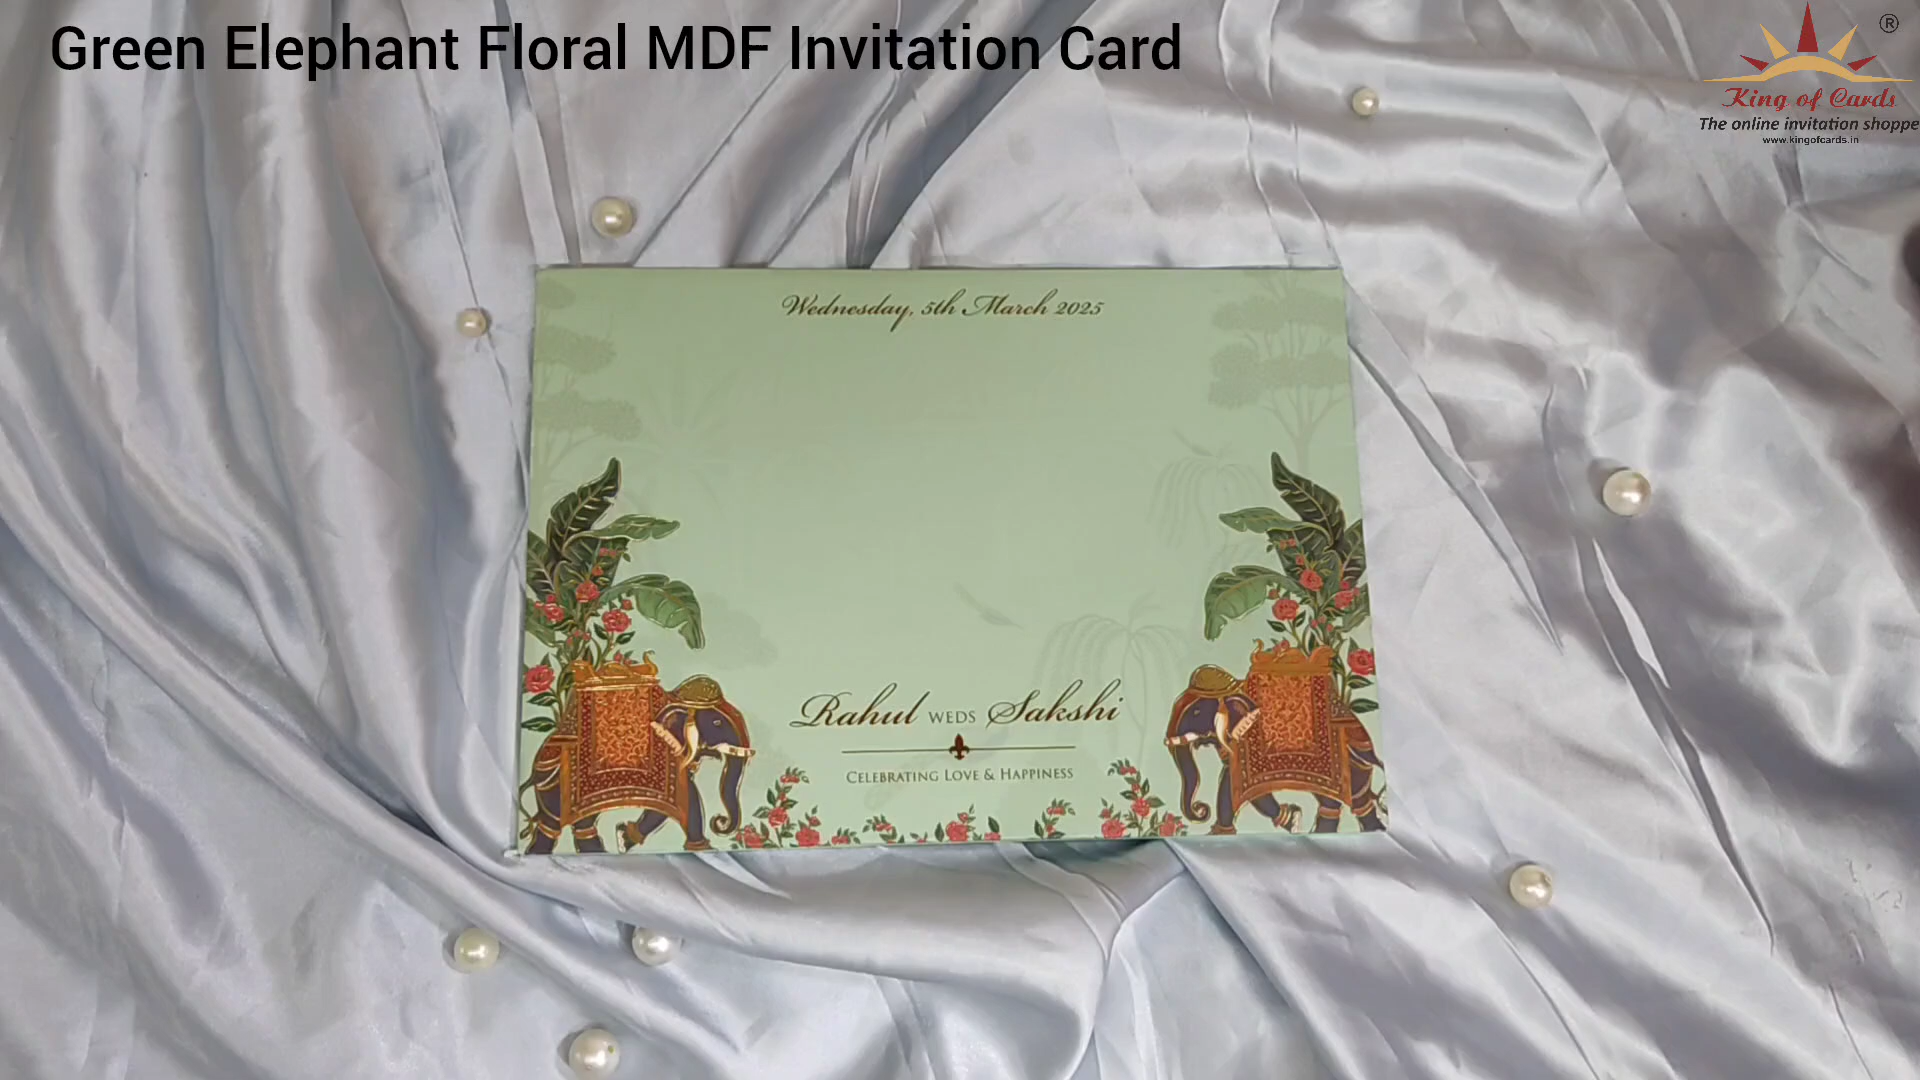 Green Elephant Floral MDF Invitation Card
®
King of Cards
The online invitation shoppe
www.kingofcards.in
Wednesday, 5th March 2025
Rahul WEDS Sakshi
CELEBRATING LOVE & HAPPINESS